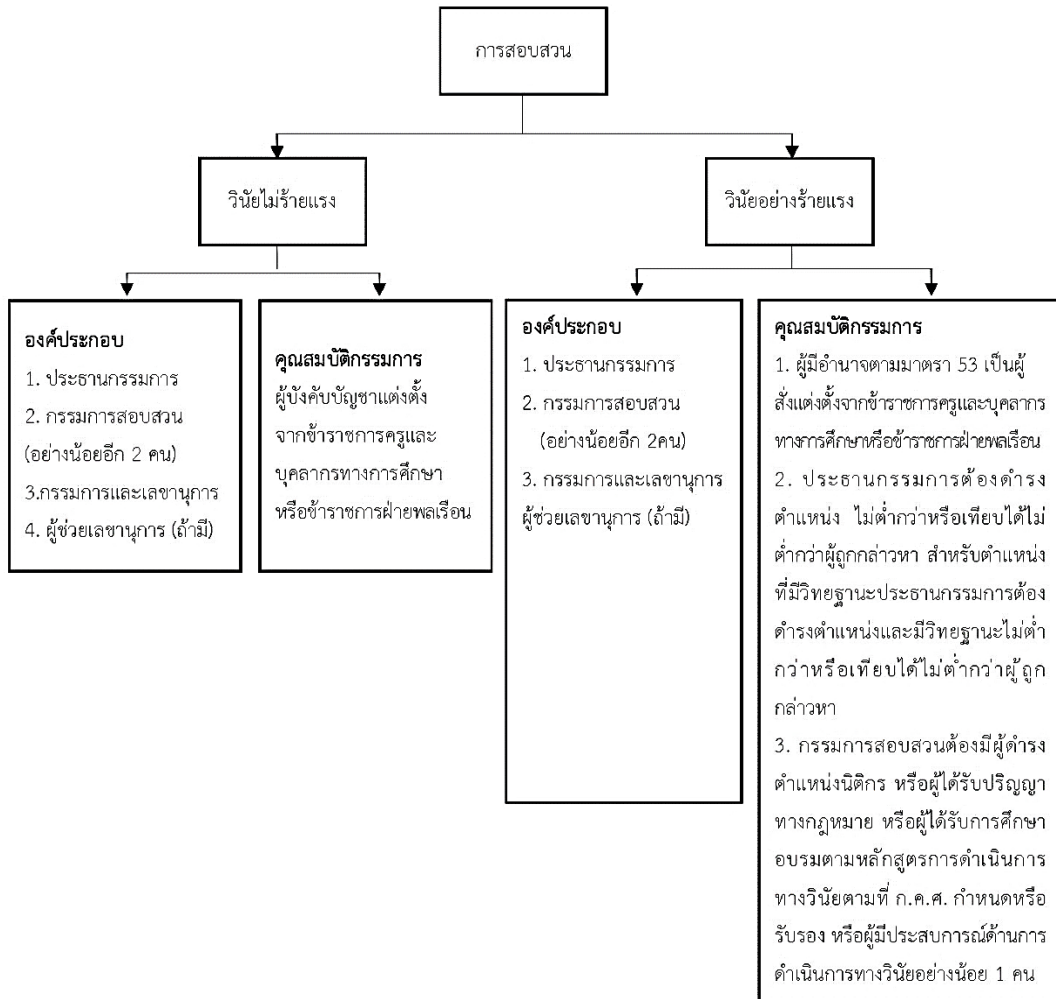 การสอบสวน
วินัยไม่ร้ายแรง
วินัยอย่างร้ายแรง
องค์ประกอบ
1. ประธานกรรมการ
2. กรรมการสอบสวน
(อย่างน้อยอีก 2 คน)
3.กรรมการและเลขานุการ
4. ผู้ช่วยเลขานุการ (ถ้ามี)
คุณสมบัติกรรมการ
ผู้บังคับบัญชาแต่งตั้ง
จากข้าราชการครูและ
บุคลากรทางการศึกษา
หรือข้าราชการฝ่ายพลเรือน
องค์ประกอบ
1. ประธานกรรมการ
2. กรรมการสอบสวน
(อย่างน้อยอีก 2คน)
3. กรรมการและเลขานุการ
ผู้ช่วยเลขานุการ (ถ้ามี)
คุณสมบัติกรรมการ
1. ผู้มีอำนาจตามมาตรา 53 เป็นผู้
สั่งแต่งตั้งจากข้าราชการครูและบุคลากร
ทางการศึกษาหรือข้าราชการฝ่ายพลเรือน
2. ประธานกรรมการต้องดำรง
ตำแหน่ง ไม่ต่ำกว่าหรือเทียบได้ไม่
ต่ำกว่าผู้ถูกกล่าวหา สำหรับตำแหน่ง
ที่มีวิทยฐานะประธานกรรมการต้อง
ดำรงตำแหน่งและมีวิทยฐานะไม่ต่ำ
กว่าหรือเทียบได้ไม่ต่ำกว่าผู้ถูก
กล่าวหา
3. กรรมการสอบสวนต้องมีผู้ดำรง
ตำแหน่งนิติกร หรือผู้ได้รับปริญญา
ทางกฎหมาย หรือผู้ได้รับการศึกษา
อบรมตามหลักสูตรการดำเนินการ
ทางวินัยตามที่ ก.ค.ศ. กำหนดหรือ
รับรอง หรือผู้มีประสบการณ์ด้านการ
ดำเนินการทางวินัยอย่างน้อย 1 คน